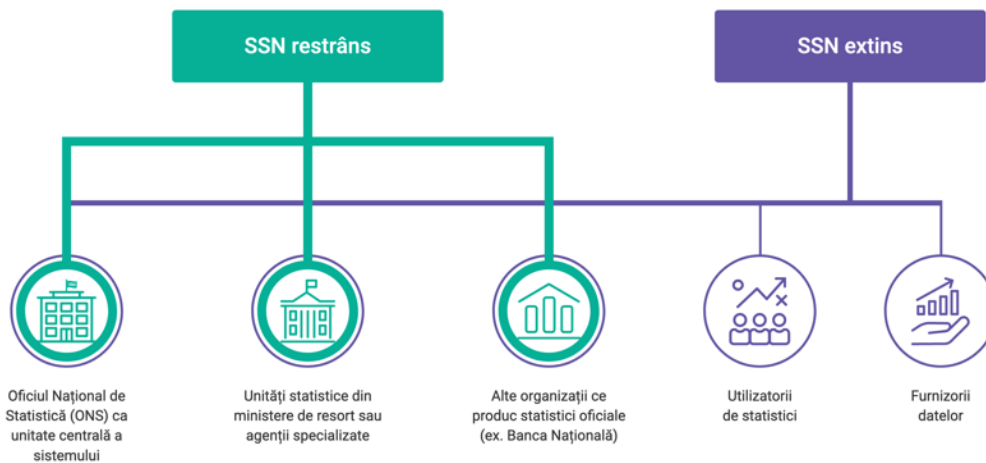 SSN restrâns
SSN extins
Oficiul Național de
Statistică (ONS) ca
unitate centrală a
sistemului
Unități statistice din
ministere de resort sau
agenții specializate
Alte organizații ce
produc statistici oficiale
(ex. Banca Națională)
Utilizatorii
de statistici
Furnizorii
datelor